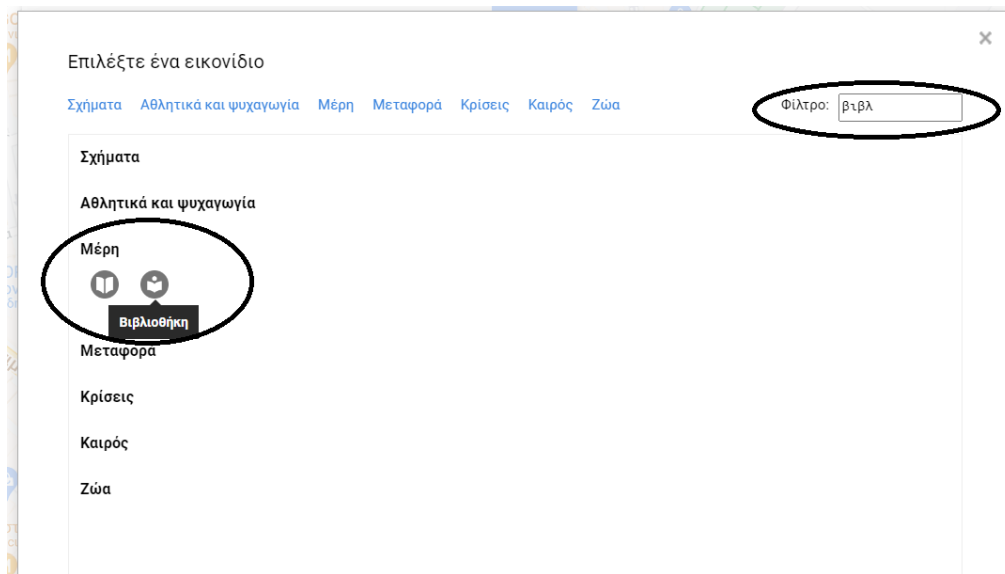 Επιλέξτε ένα εικονίδιο
Σχήματα Αθλητικά και ψυχαγωγία Μέρη Μεταφορά Κρίσεις Καιρός Ζώα Φίλτρο: βιβλ
Σχήματα
Αθλητικά και ψυχαγωγία
Μέρη
Βιβλιοθήκη
Μεταφορά
Κρίσεις
Καιρός
Ζώα